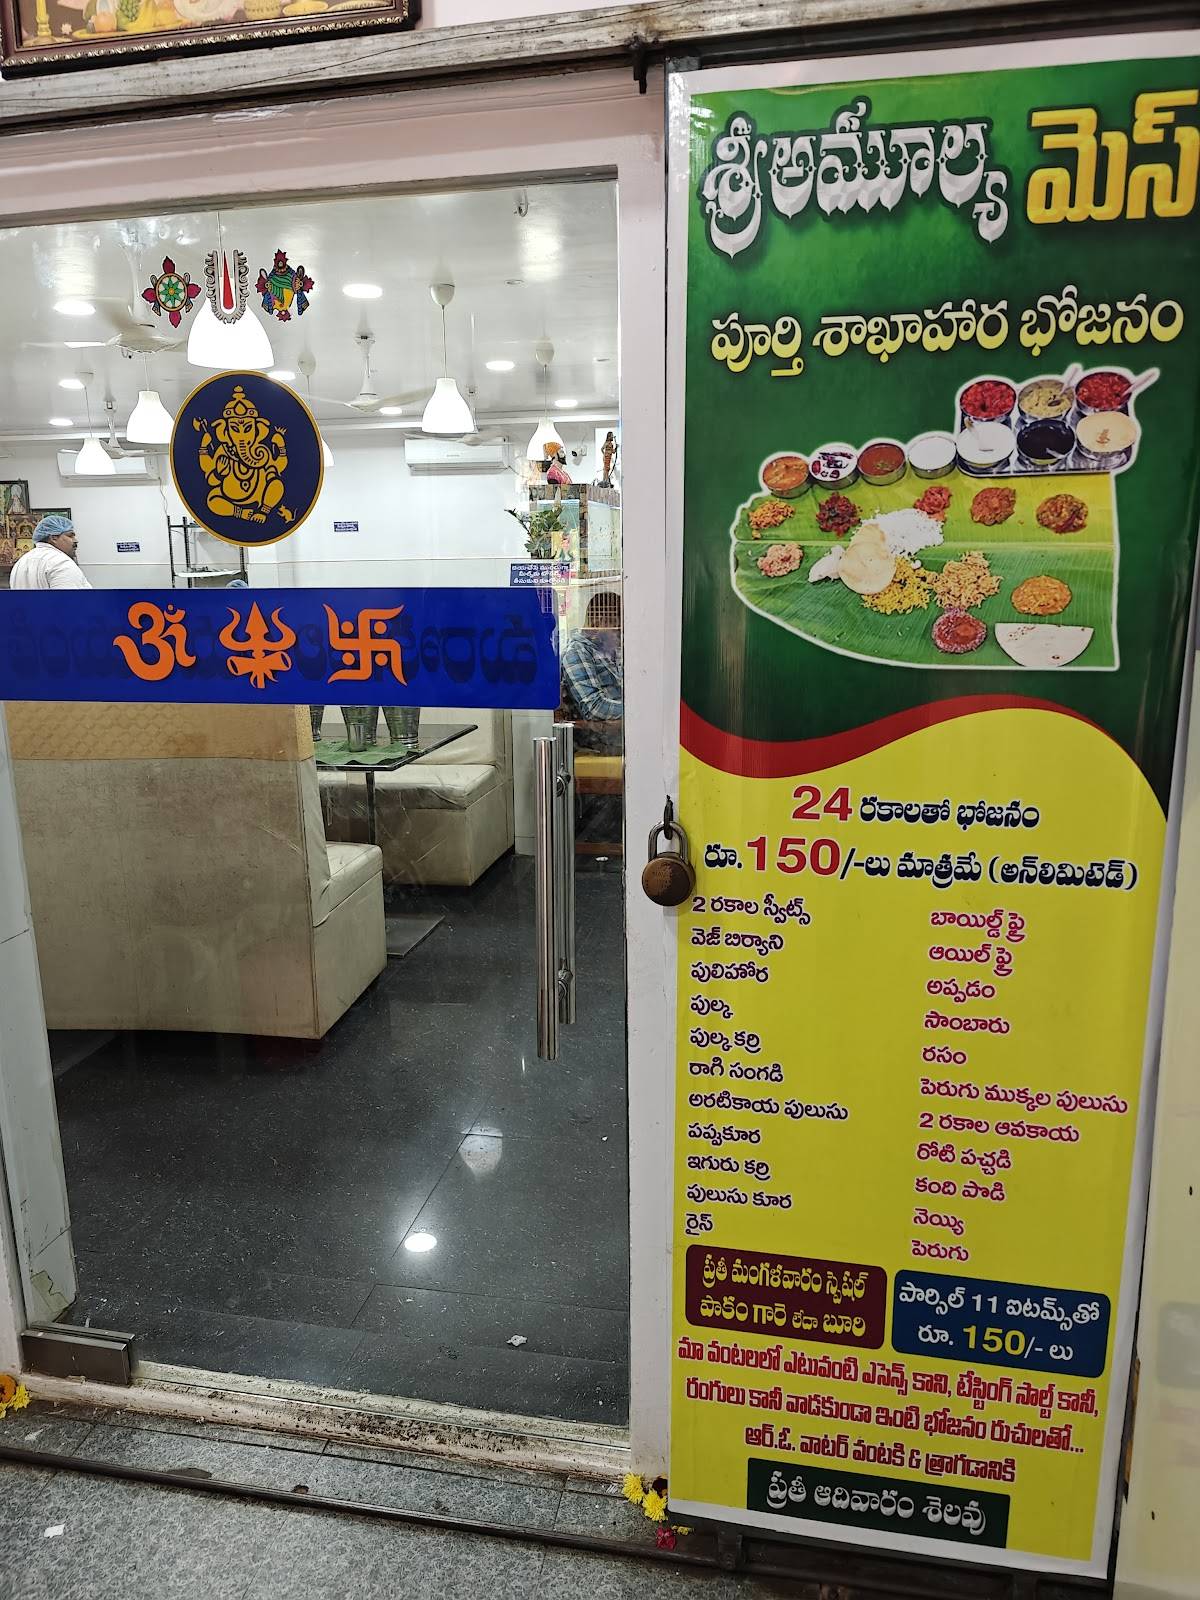 శ్రీ అమూల్య మెస్
పూర్తి శాఖాహార భోజనం
24 రకాలతో భోజనం
రూ.150/-లు మాత్రమే (అన్‌లిమిటెడ్)
2 రకాల స్వీట్స్
వెజ్ బిర్యాని
పులిహోర
పుల్క
పుల్క కర్రి
రాగి సంగడి
అరటికాయ పులుసు
పప్పుకూర
ఇగురు కర్రి
పులుసు కూర
రైస్
బాయిల్డ్ ఫ్రై
ఆయిల్ ఫ్రై
అప్పడం
సాంబారు
రసం
పెరుగు ముక్కల పులుసు
2 రకాల ఆవకాయ
రోటి పచ్చడి
కంది పొడి
నెయ్యి
పెరుగు
ప్రతీ మంగళవారం స్పెషల్
పాకం గారె లేదా బూరి
పార్సిల్ 11 ఐటమ్స్‌తో
రూ. 150/- లు
మా వంటలలో ఎటువంటి ఎసెన్స్ కాని, టేస్టింగ్ సాల్ట్ కానీ,
రంగులు కానీ వాడకుండా ఇంటి భోజనం రుచులతో...
ఆర్.ఓ. వాటర్ వంటకి & త్రాగడానికి
ప్రతీ ఆదివారం శెలవు
దయచేసి ముందుగా
మీల్స్‌కు టోకెన్
తీసుకుని కూర్చోండి
ॐ